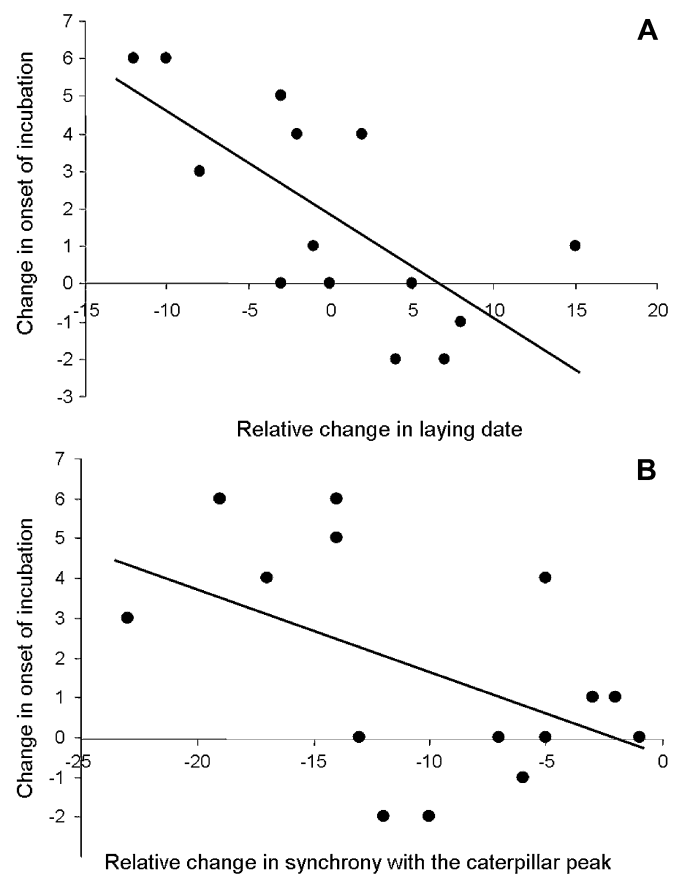 A
7
6
5
4
3
2
1
0
-1
-2
-3
Change in onset of incubation
-15 -10 -5 0 5 10 15 20
Relative change in laying date
B
7
6
5
4
3
2
1
0
-1
-2
Change in onset of incubation
-25 -20 -15 -10 -5 0
Relative change in synchrony with the caterpillar peak